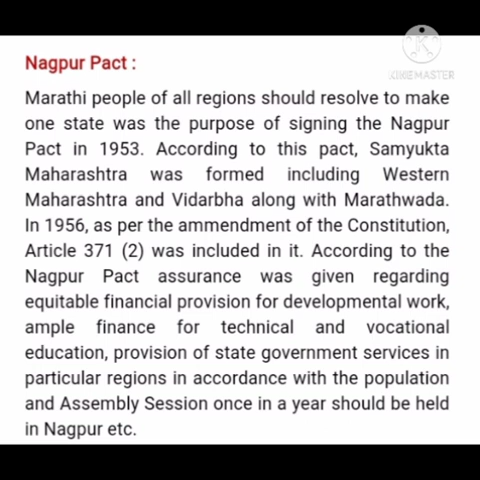 KINEMASTER
Nagpur Pact :
Marathi people of all regions should resolve to make
one state was the purpose of signing the Nagpur
Pact in 1953. According to this pact, Samyukta
Maharashtra was formed including Western
Maharashtra and Vidarbha along with Marathwada.
In 1956, as per the ammendment of the Constitution,
Article 371 (2) was included in it. According to the
Nagpur Pact assurance was given regarding
equitable financial provision for developmental work,
ample finance for technical and vocational
education, provision of state government services in
particular regions in accordance with the population
and Assembly Session once in a year should be held
in Nagpur etc.